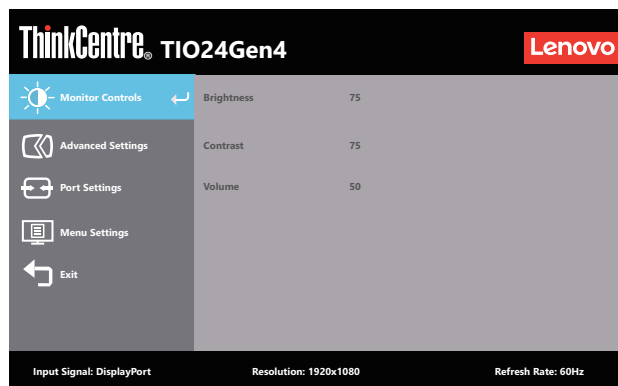 ThinkCentre® TIO24Gen4
Lenovo
Monitor Controls
Brightness 75
Advanced Settings
Contrast 75
Port Settings
Volume 50
Menu Settings
Exit
Input Signal: DisplayPort Resolution: 1920x1080 Refresh Rate: 60Hz